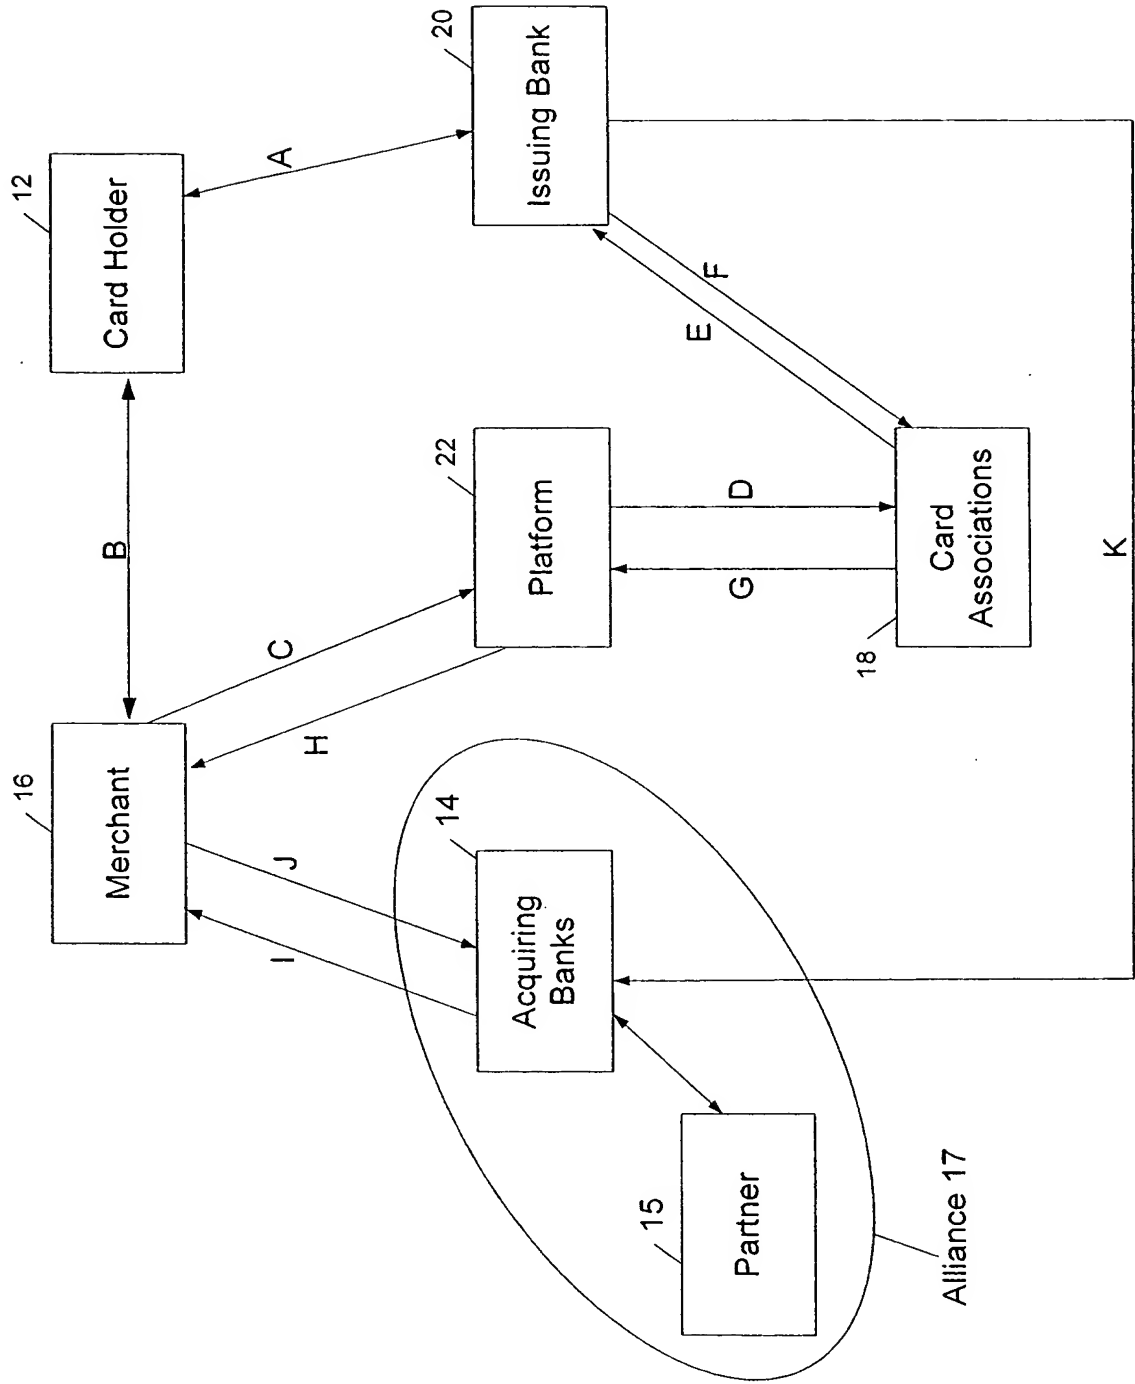 12
Card Holder
A
20
Issuing Bank
B
E
F
22
Platform
D
G
18
Card
Associations
K
C
H
16
Merchant
J
I
14
Acquiring
Banks
15
Partner
Alliance 17